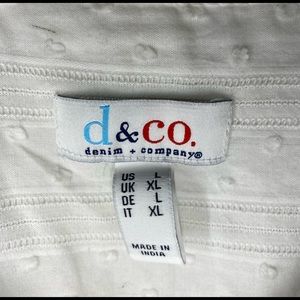 d&co.
denim + company®
US L
UK XL
DE L
IT XL
MADE IN
INDIA